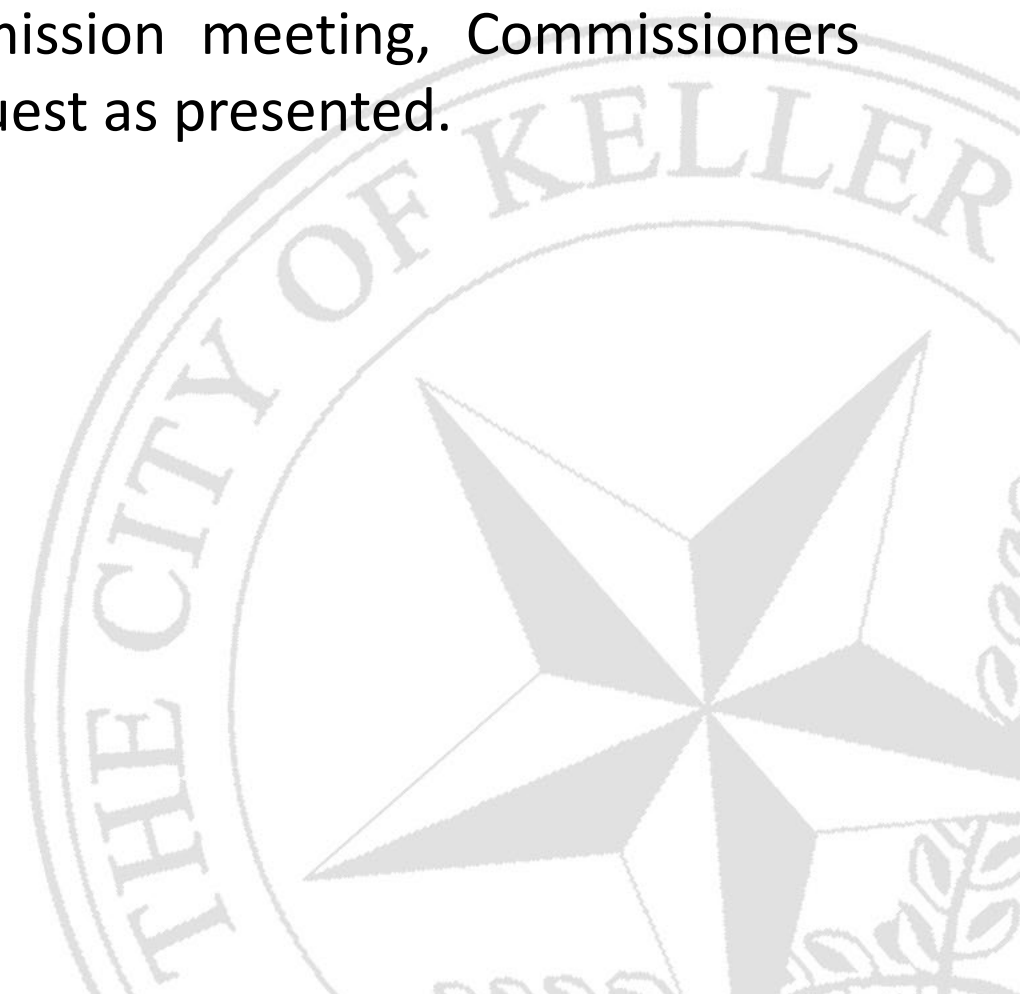 mission meeting, Commissioners
uest as presented.
THE CITY OF KELLER